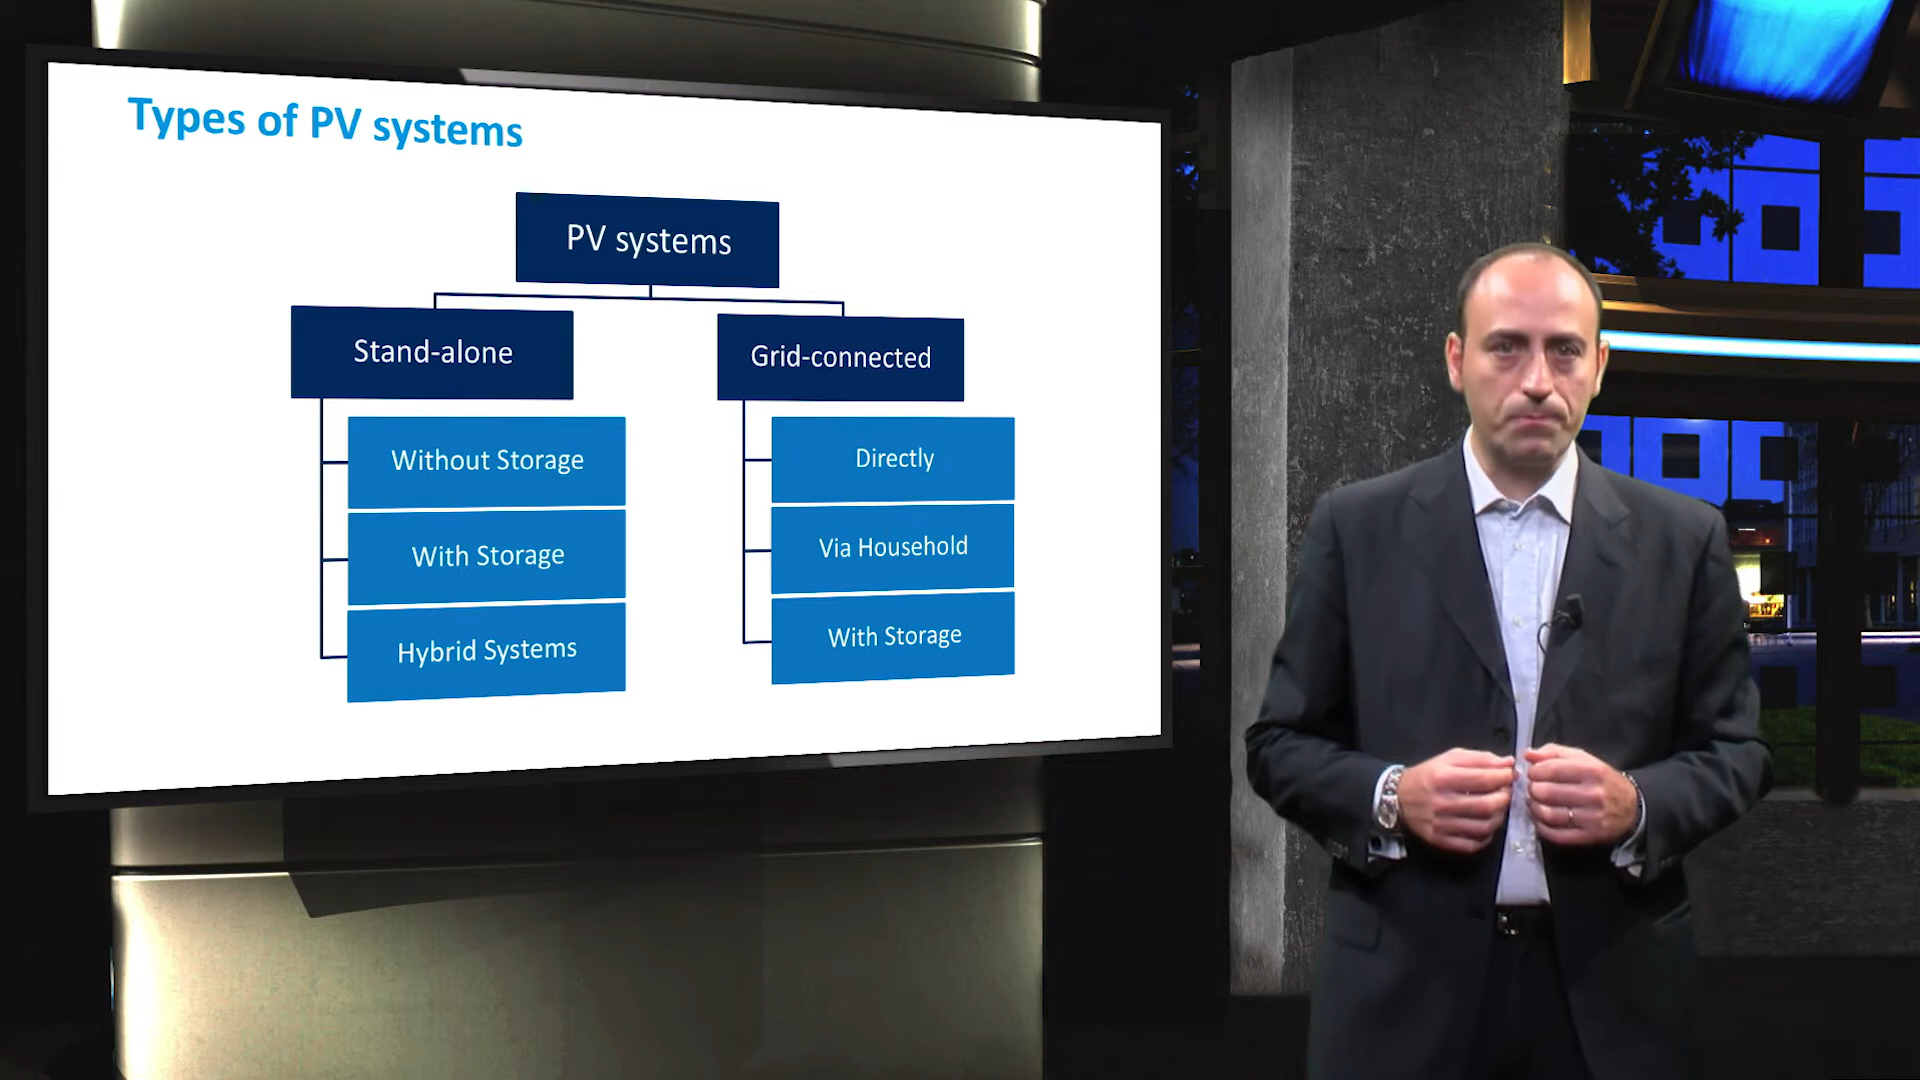 Types of PV systems
PV systems
Stand-alone
Grid-connected
Without Storage
With Storage
Hybrid Systems
Directly
Via Household
With Storage